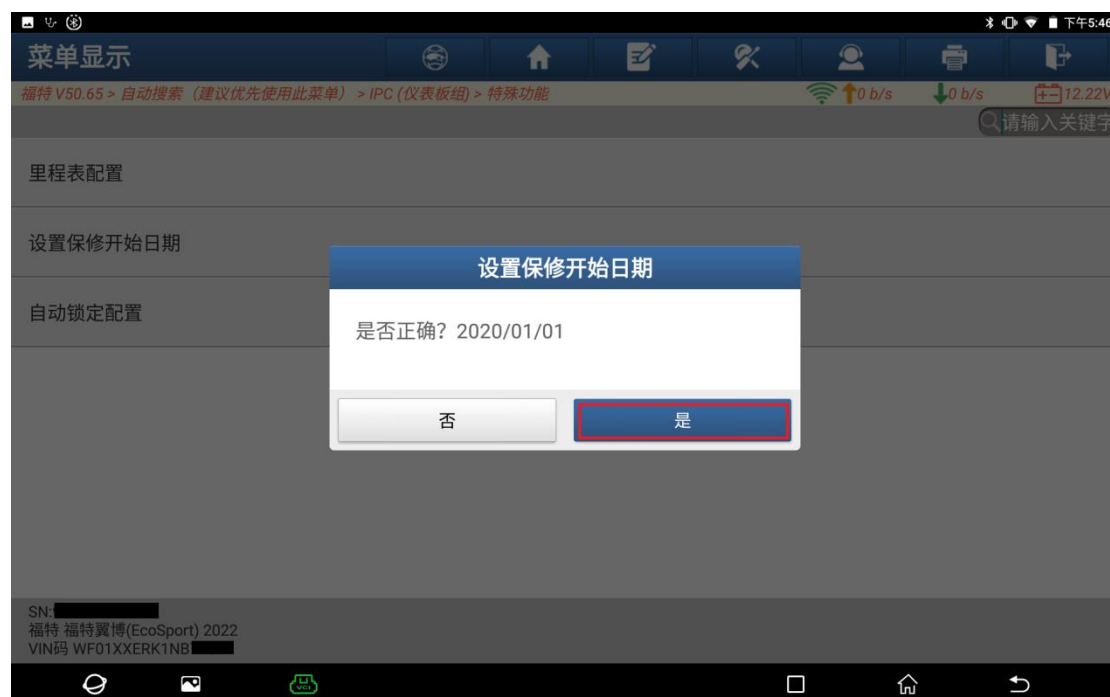 下午5:46
菜单显示
福特 V50.65 > 自动搜索（建议优先使用此菜单） > IPC (仪表板组) > 特殊功能
0 b/s
0 b/s
12.22V
请输入关键字
里程表配置
设置保修开始日期
自动锁定配置
设置保修开始日期
是否正确？2020/01/01
否
是
SN:
福特 福特翼博(EcoSport) 2022
VIN码 WF01XXERK1NB
VCI